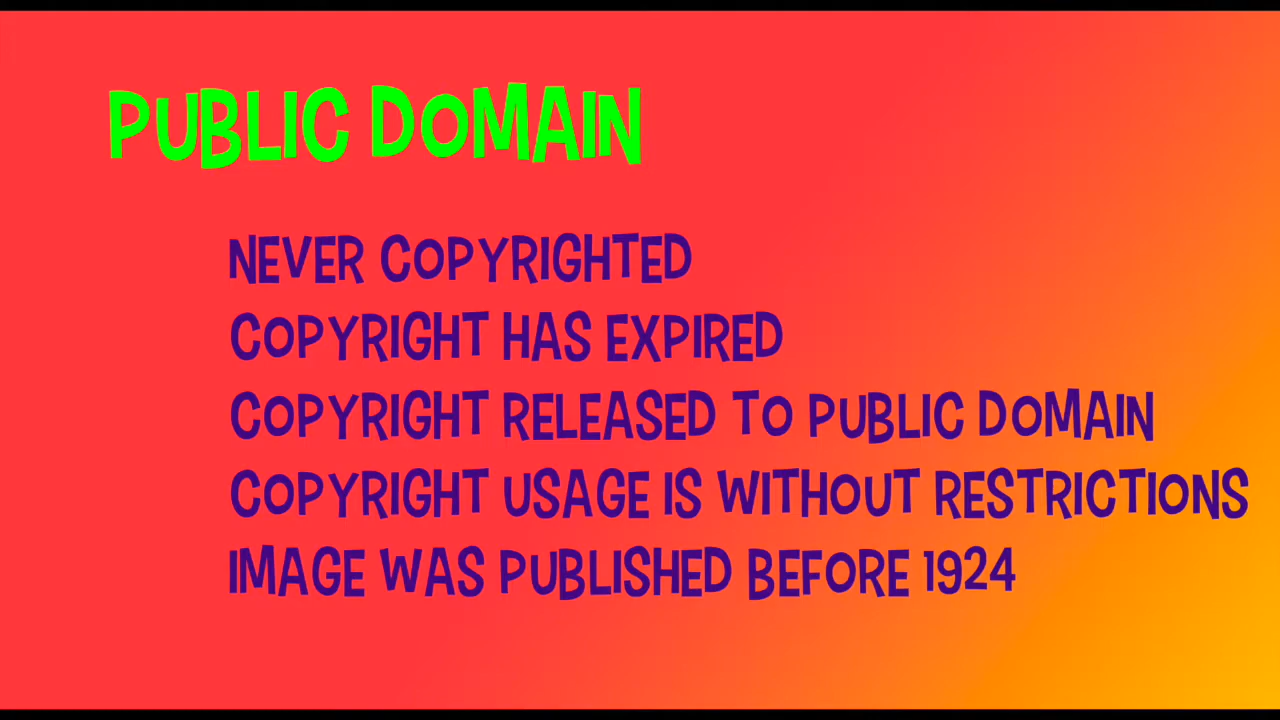 PUBLIC DOMAIN
NEVER COPYRIGHTED
COPYRIGHT HAS EXPIRED
COPYRIGHT RELEASED TO PUBLIC DOMAIN
COPYRIGHT USAGE IS WITHOUT RESTRICTIONS
IMAGE WAS PUBLISHED BEFORE 1924